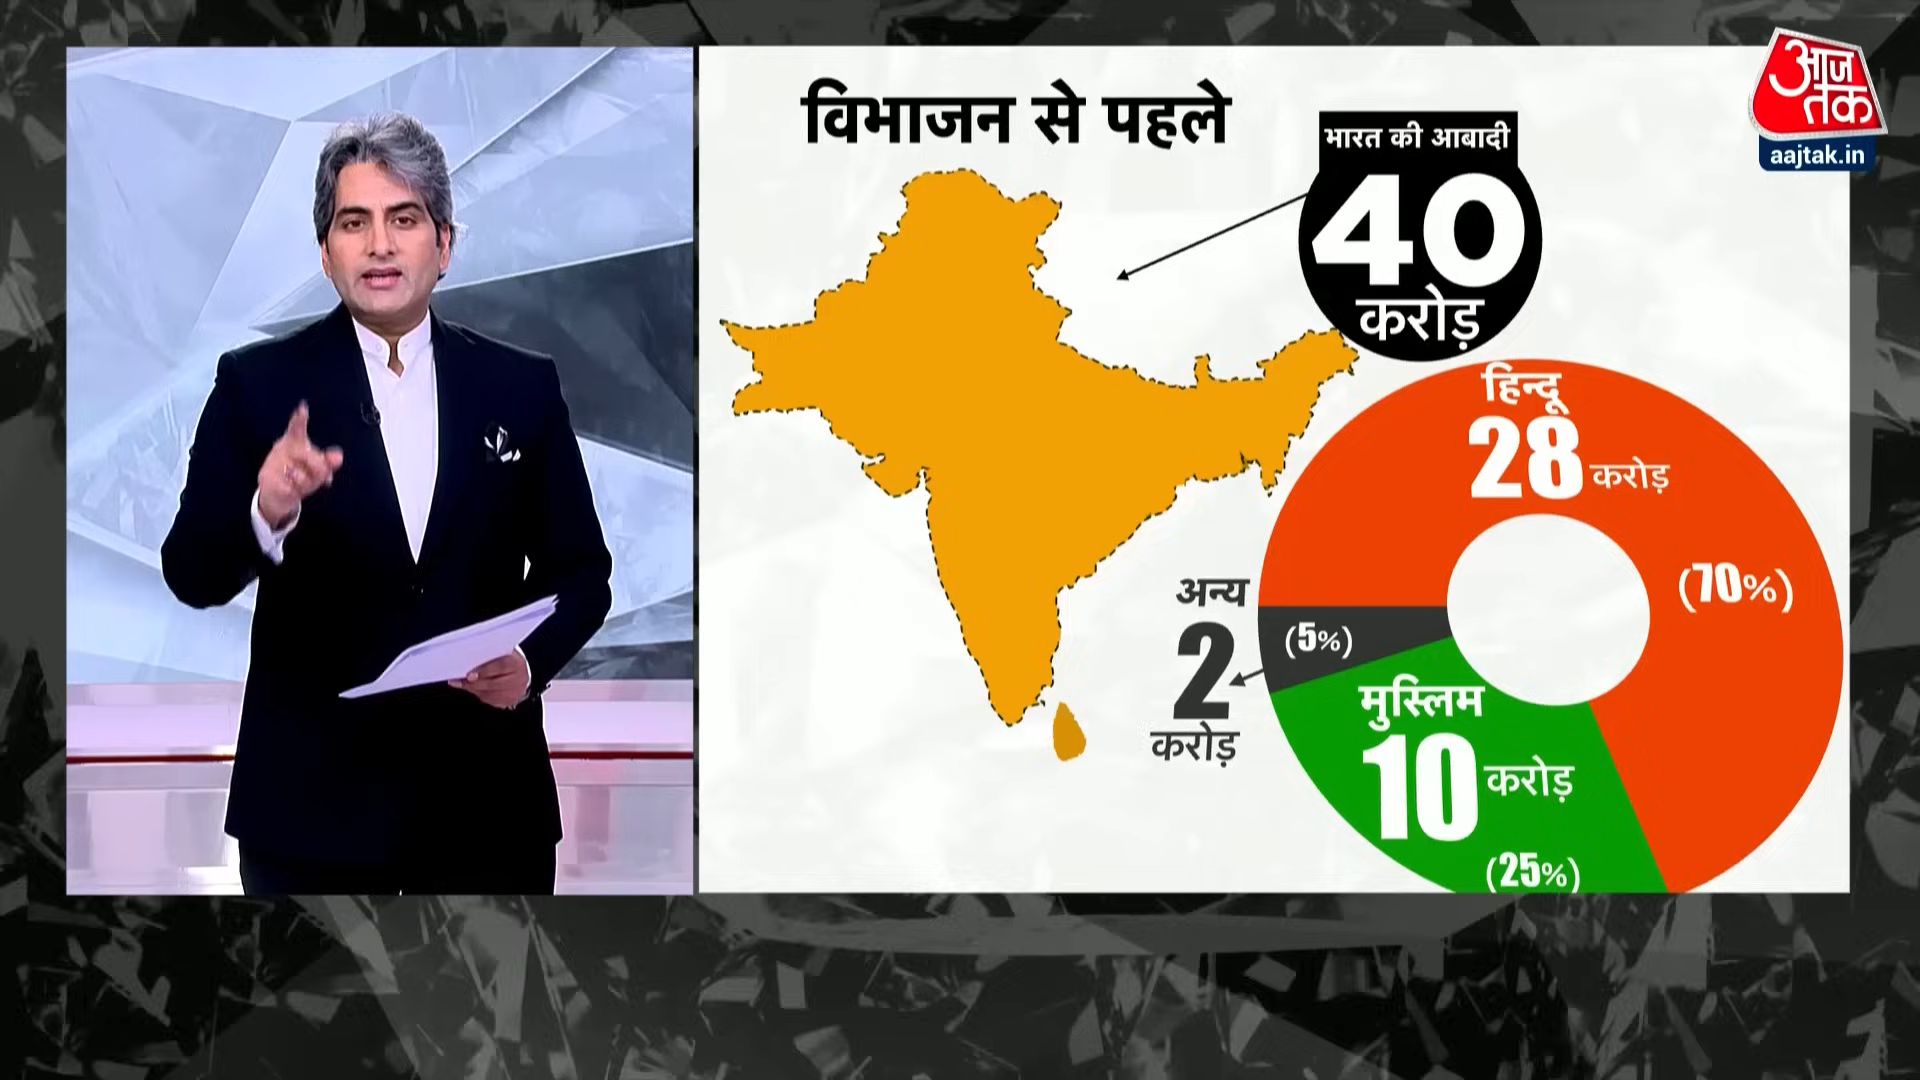 विभाजन से पहले
भारत की आबादी
40
करोड़
आज
तक
aajtak.in
हिन्दू
28 करोड़
(70%)
अन्य
2
करोड़
(5%)
मुस्लिम
10 करोड़
(25%)